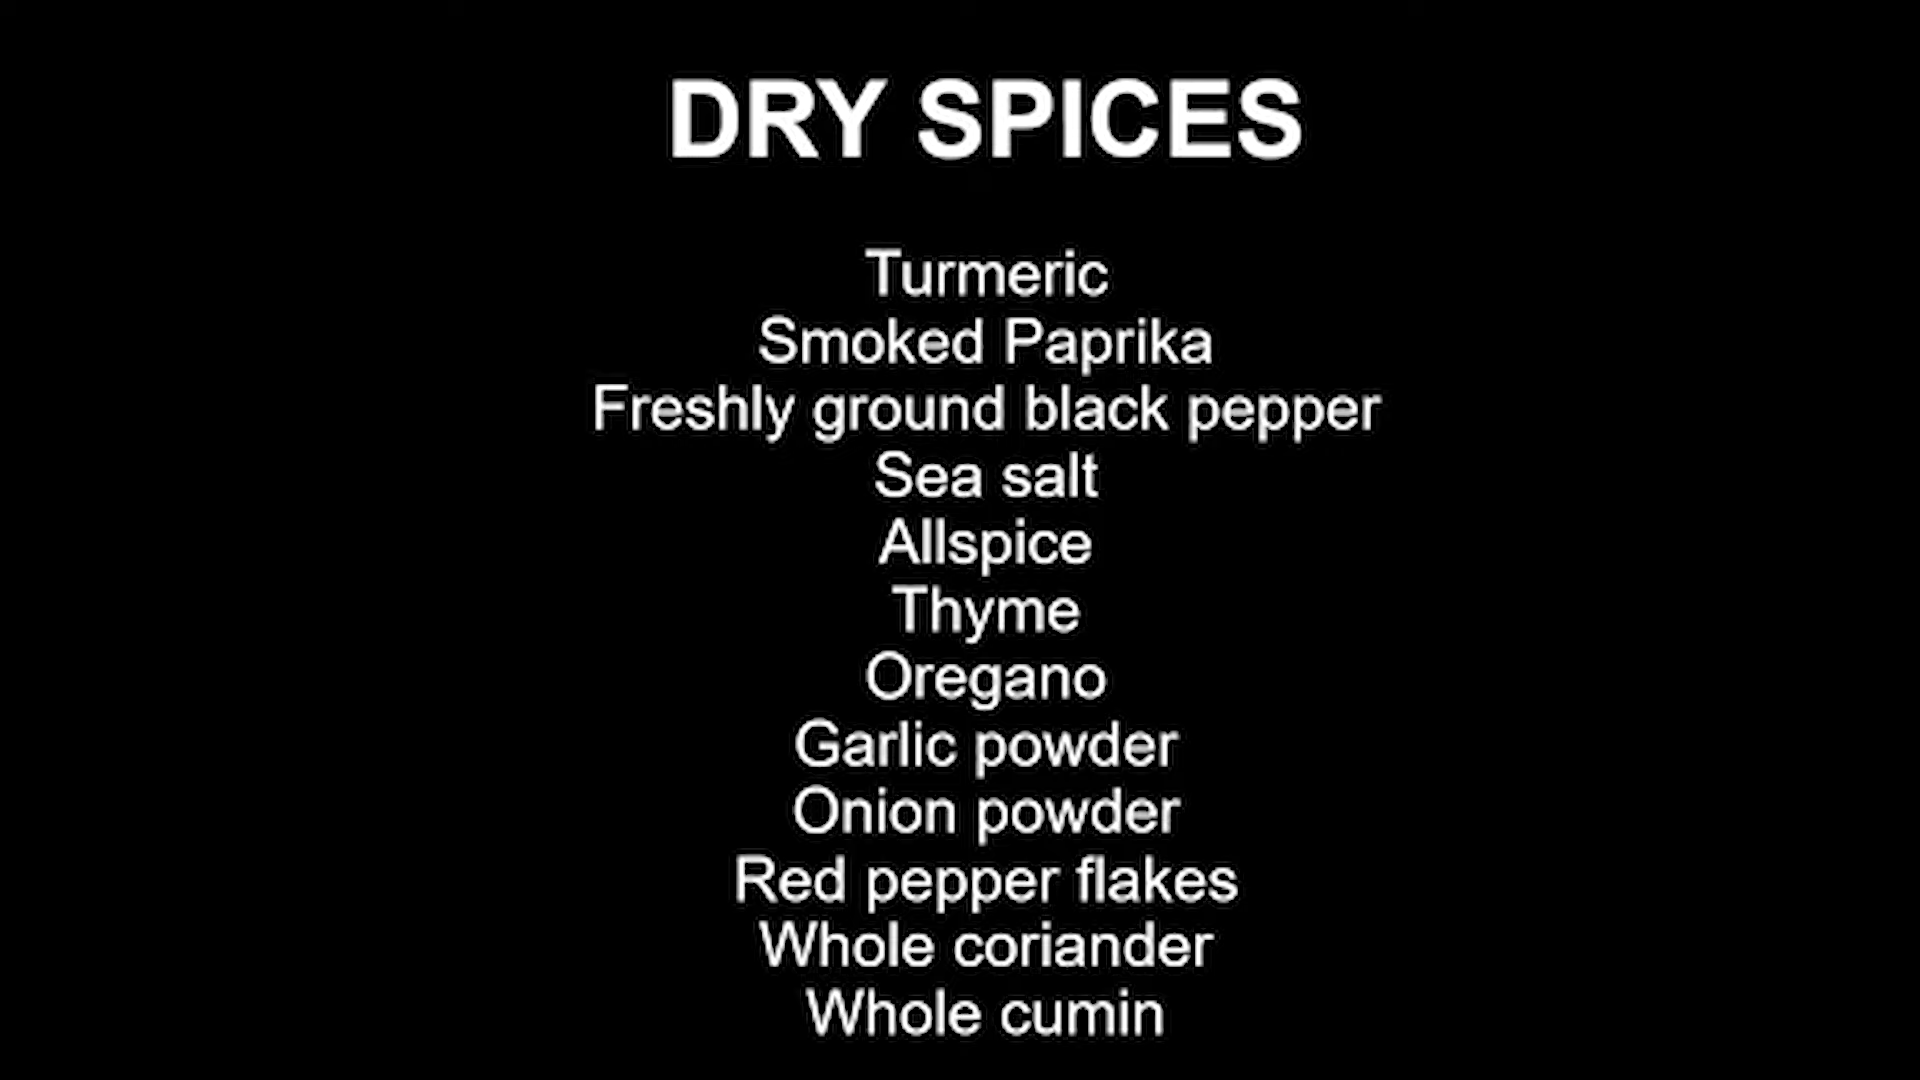 DRY SPICES
Turmeric
Smoked Paprika
Freshly ground black pepper
Sea salt
Allspice
Thyme
Oregano
Garlic powder
Onion powder
Red pepper flakes
Whole coriander
Whole cumin